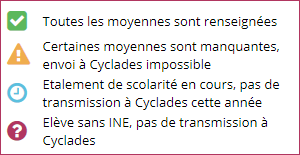 Toutes les moyennes sont renseignées
Certaines moyennes sont manquantes,
envoi à Cyclades impossible
Etalement de scolarité en cours, pas de
transmission à Cyclades cette année
Elève sans INE, pas de transmission à
Cyclades